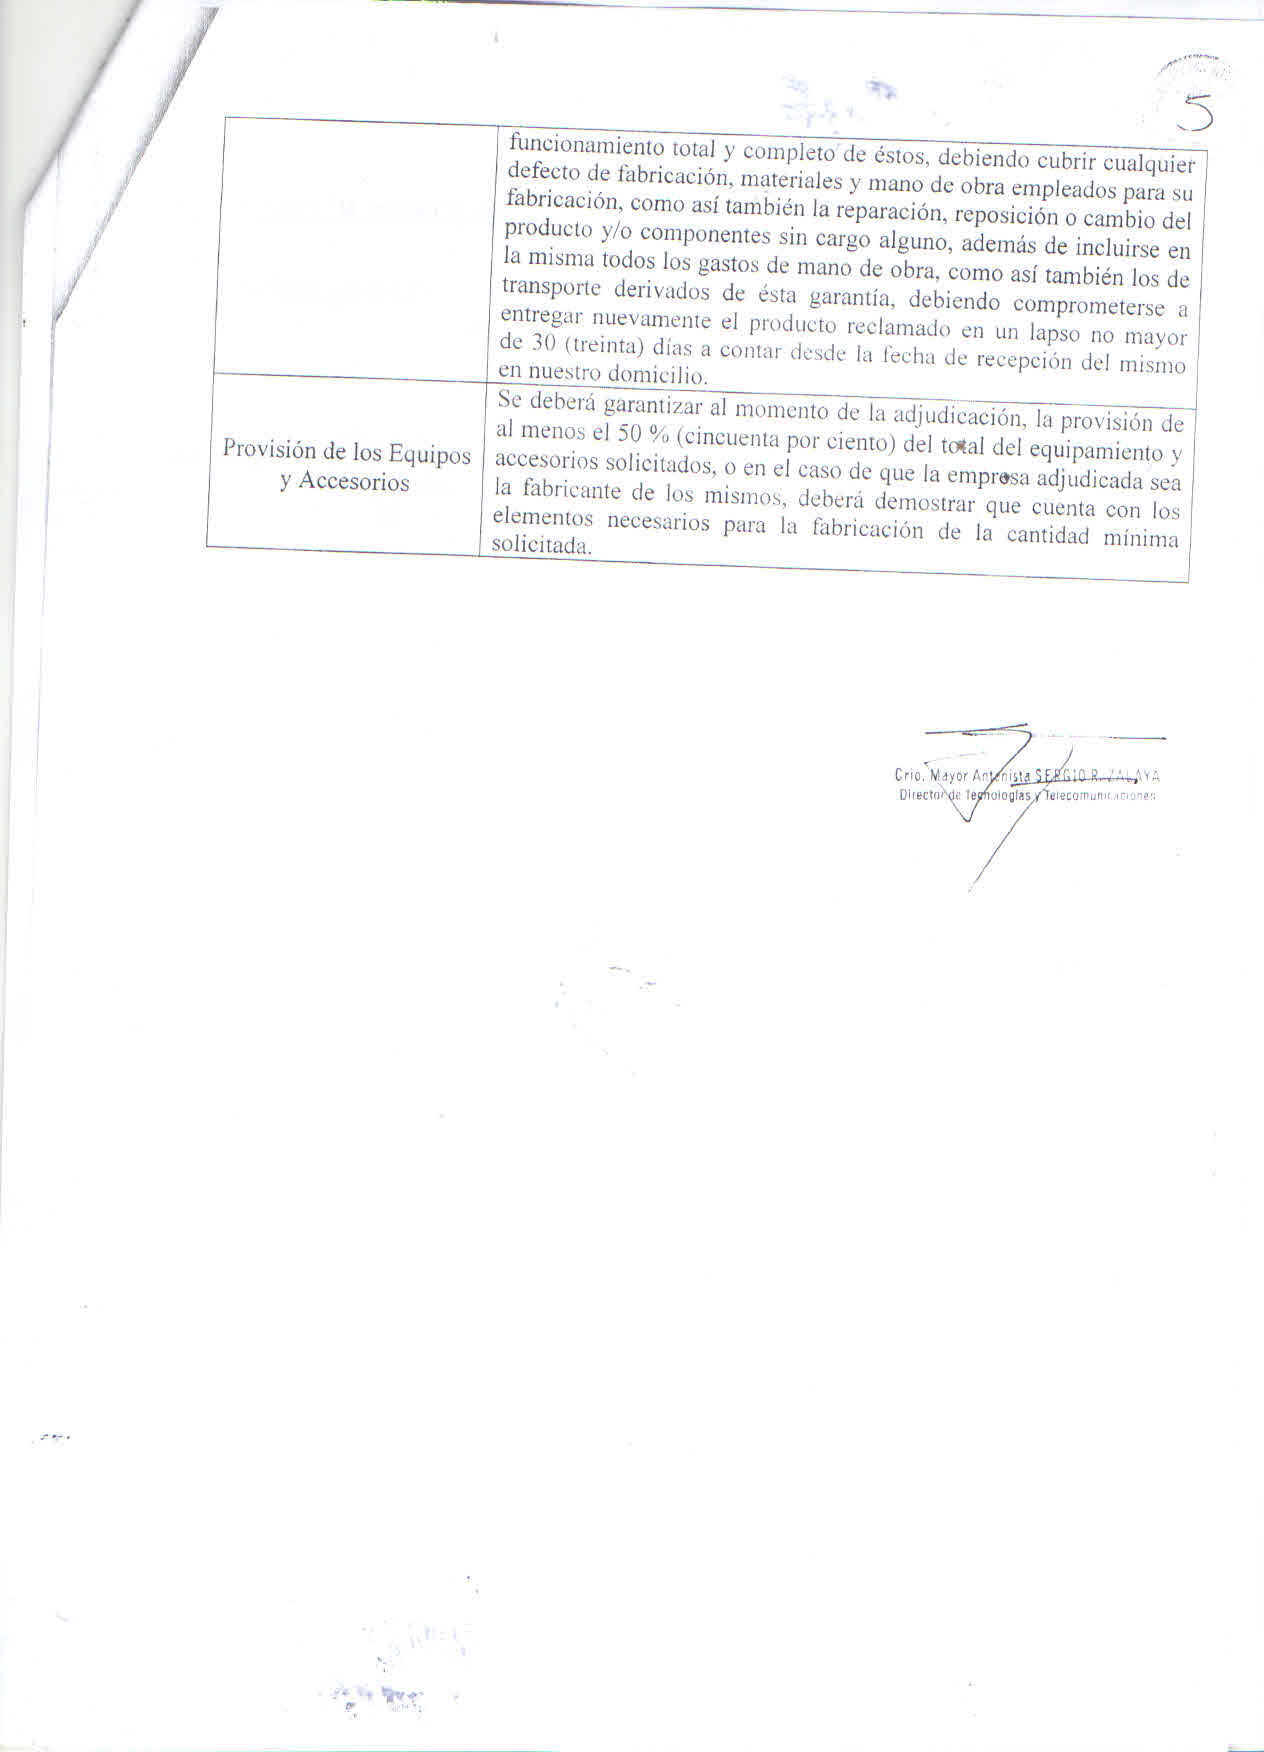 5
funcionamiento total y completo de éstos, debiendo cubrir cualquier
defecto de fabricación, materiales y mano de obra empleados para su
fabricación, como así también la reparación, reposición o cambio del
producto y/o componentes sin cargo alguno, además de incluirse en
la misma todos los gastos de mano de obra, como así también los de
transporte derivados de ésta garantía, debiendo comprometerse a
entregar nuevamente el producto reclamado en un lapso no mayor
de 30 (treinta) días a contar desde la fecha de recepción del mismo
en nuestro domicilio.
Provisión de los Equipos
y Accesorios
Se deberá garantizar al momento de la adjudicación, la provisión de
al menos el 50 % (cincuenta por ciento) del total del equipamiento y
accesorios solicitados, o en el caso de que la empresa adjudicada sea
la fabricante de los mismos, deberá demostrar que cuenta con los
elementos necesarios para la fabricación de la cantidad mínima
solicitada.
Crio. Mayor Antenista SERGIO R. ZALAYA
Director de Tecnologías y Telecomunicaciones